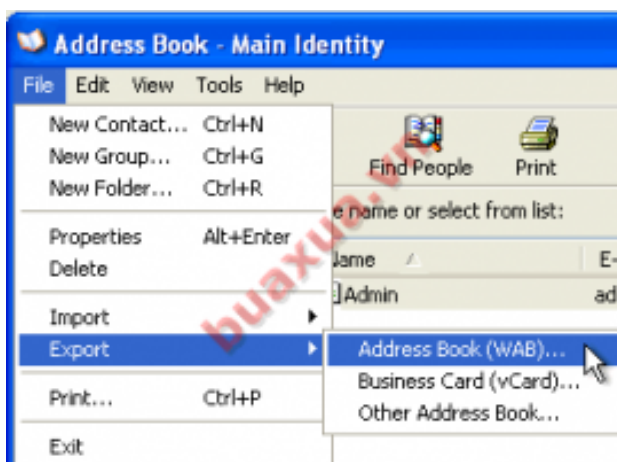 Address Book - Main Identity
File Edit View Tools Help
New Contact... Ctrl+N
New Group... Ctrl+G
New Folder... Ctrl+R
Find People Print
e name or select from list:
Properties Alt+Enter
Delete
Name E-
Admin ad
Import
Export
Address Book (WAB)...
Business Card (vCard)...
Other Address Book...
Print... Ctrl+P
Exit
buaxua.vn